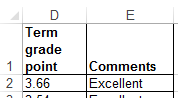 D E
Term
grade
1 point Comments
2 3.66 Excellent